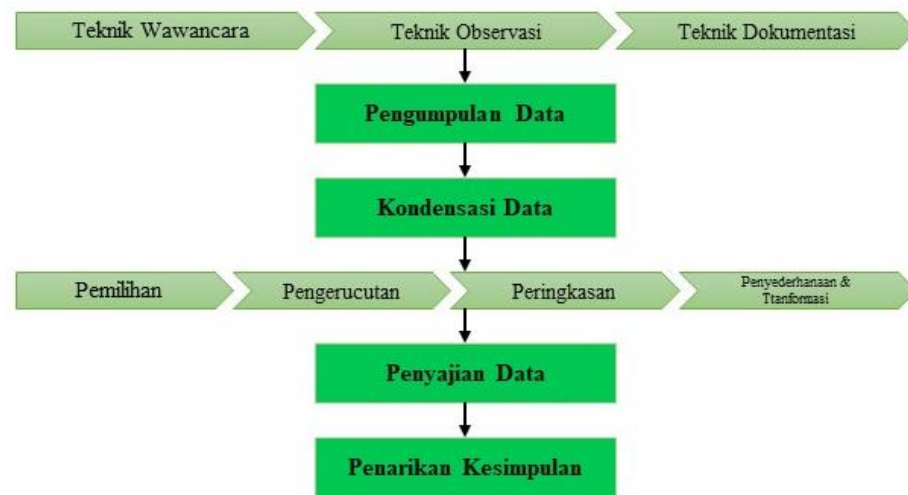 Teknik Wawancara
Teknik Observasi
Teknik Dokumentasi
Pengumpulan Data
Kondensasi Data
Pemilihan
Pengerucutan
Peringkasan
Penyederhanaan &
Ttanformasi
Penyajian Data
Penarikan Kesimpulan